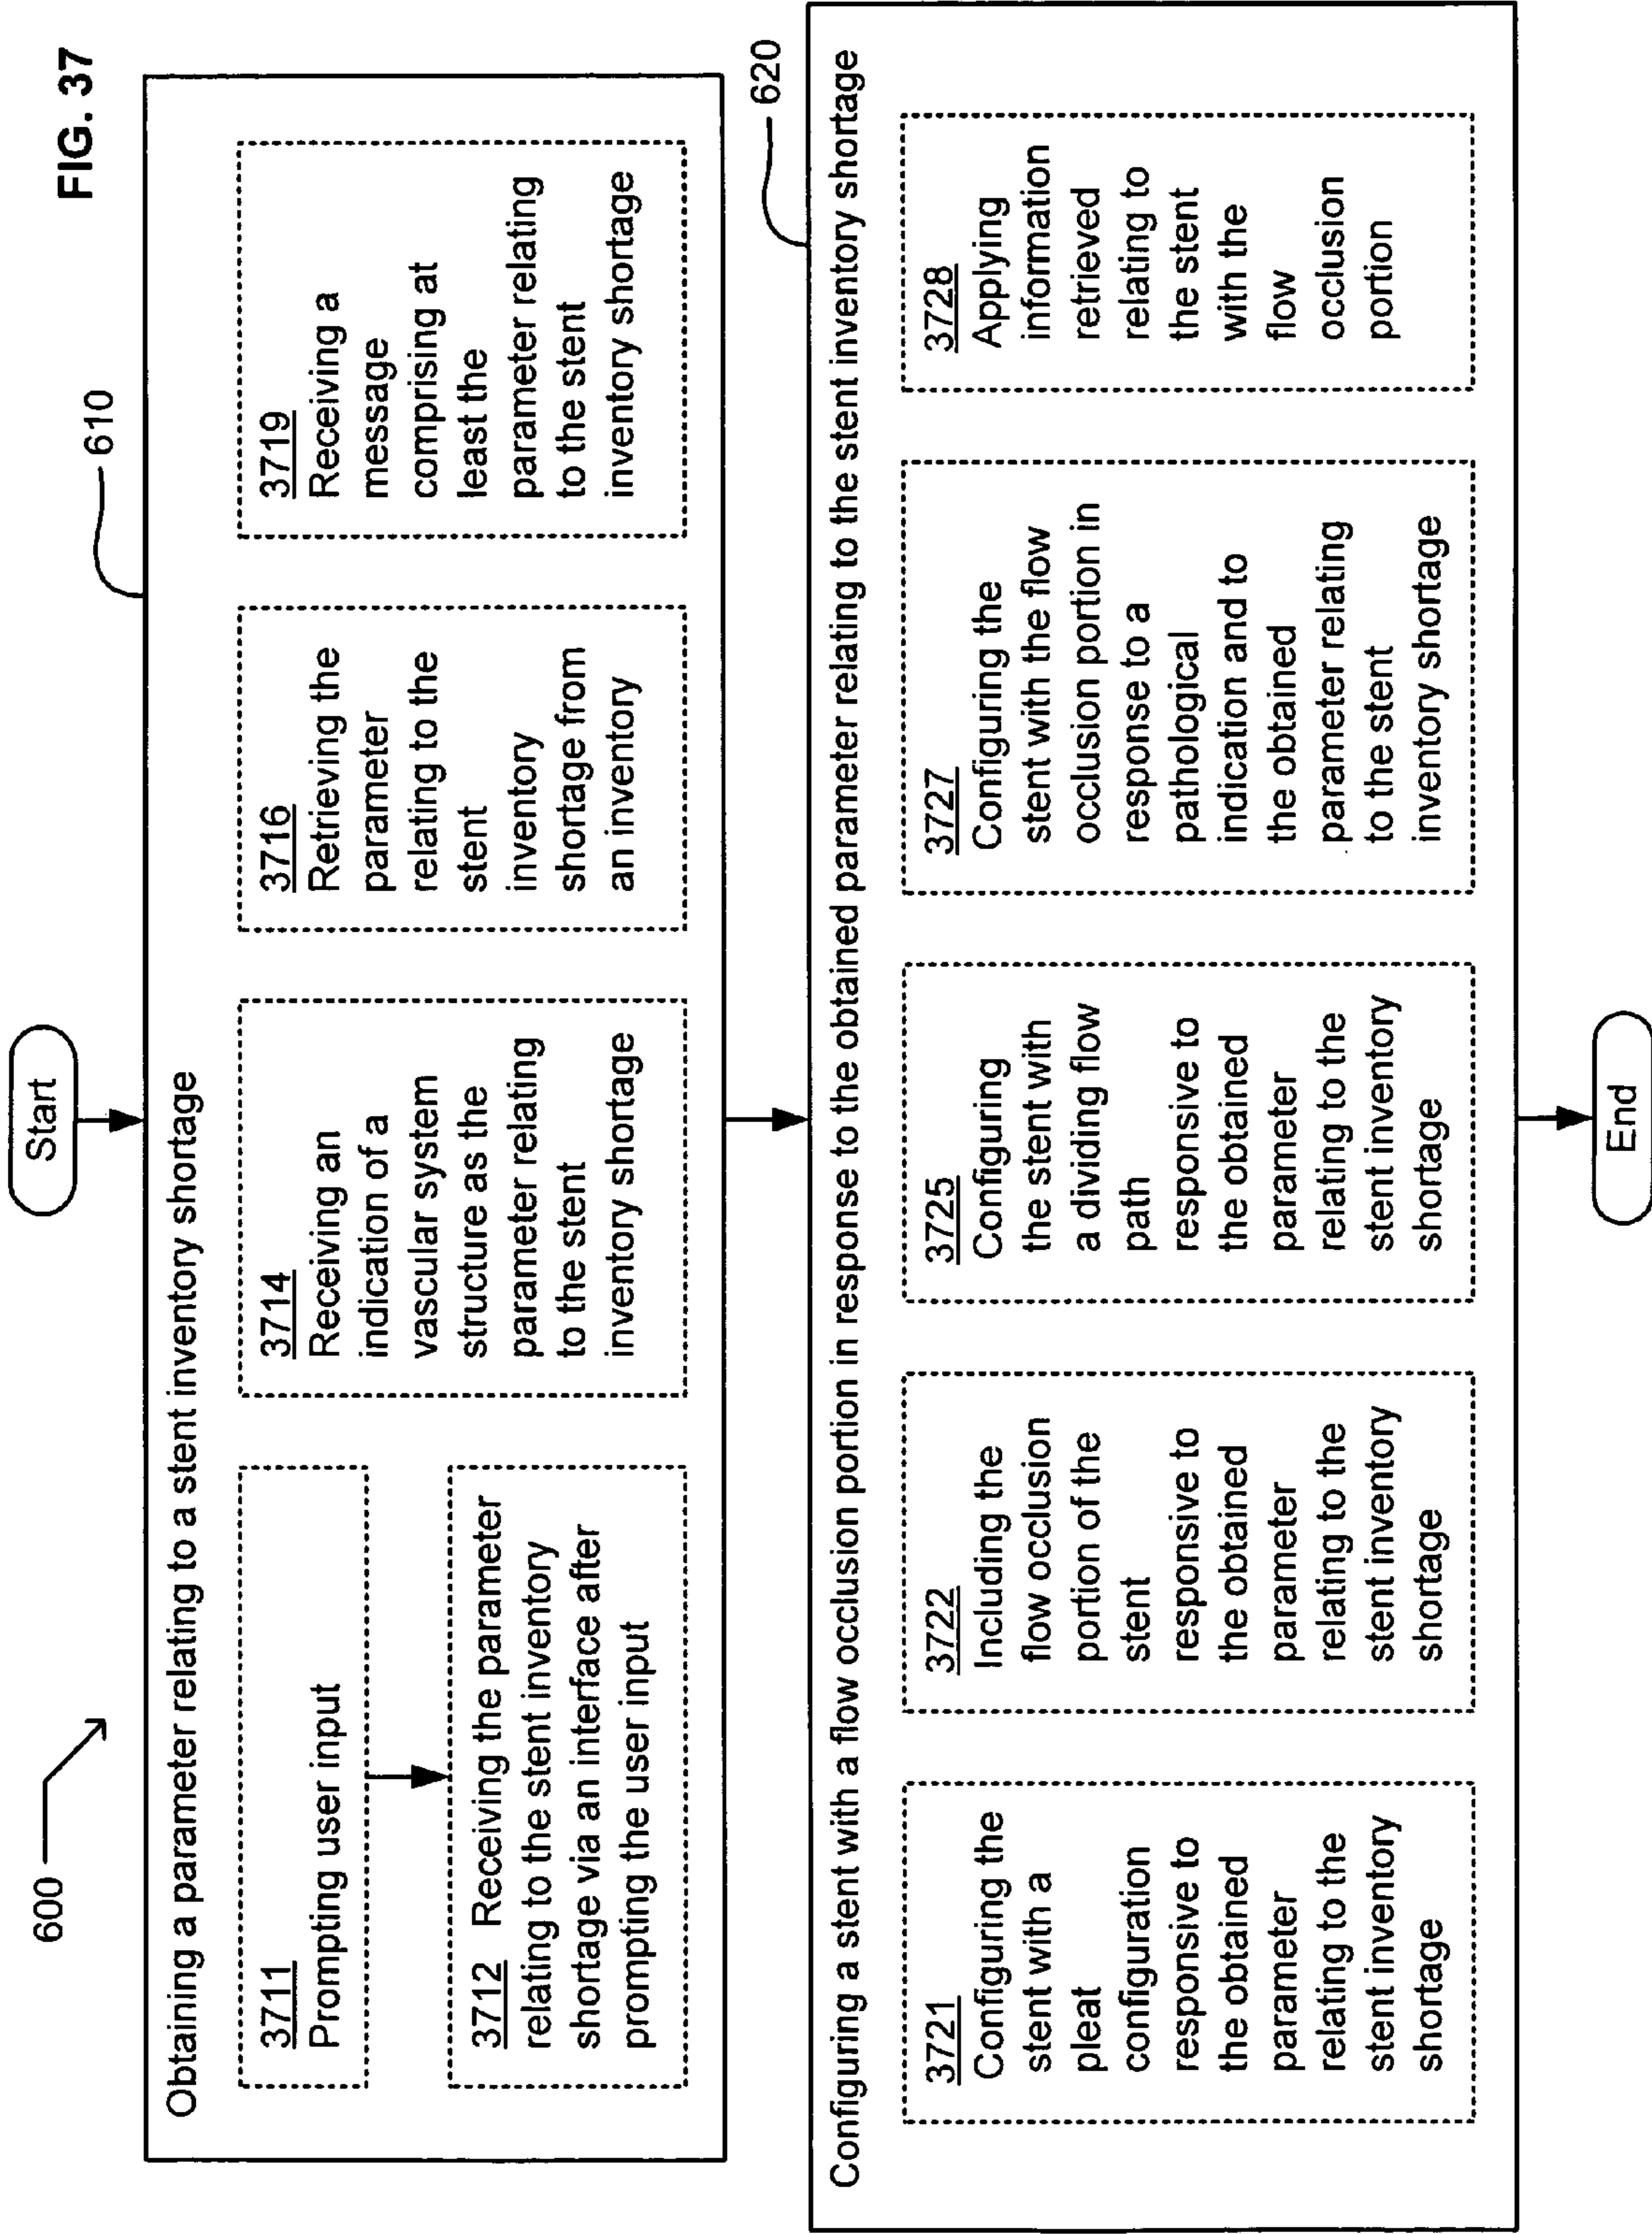 FIG. 37
600
Start
610
Obtaining a parameter relating to a stent inventory shortage
3711
Prompting user input
3712 Receiving the parameter
relating to the stent inventory
shortage via an interface after
prompting the user input
3714
Receiving an
indication of a
vascular system
structure as the
parameter relating
to the stent
inventory shortage
3716
Retrieving the
parameter
relating to the
stent
inventory
shortage from
an inventory
3719
Receiving a
message
comprising at
least the
parameter relating
to the stent
inventory shortage
620
Configuring a stent with a flow occlusion portion in response to the obtained parameter relating to the stent inventory shortage
3721
Configuring the
stent with a
pleat
configuration
responsive to
the obtained
parameter
relating to the
stent inventory
shortage
3722
Including the
flow occlusion
portion of the
stent
responsive to
the obtained
parameter
relating to the
stent inventory
shortage
3725
Configuring
the stent with
a dividing flow
path
responsive to
the obtained
parameter
relating to the
stent inventory
shortage
3727
Configuring the
stent with the flow
occlusion portion in
response to a
pathological
indication and to
the obtained
parameter relating
to the stent
inventory shortage
3728
Applying
information
retrieved
relating to
the stent
with the
flow
occlusion
portion
End